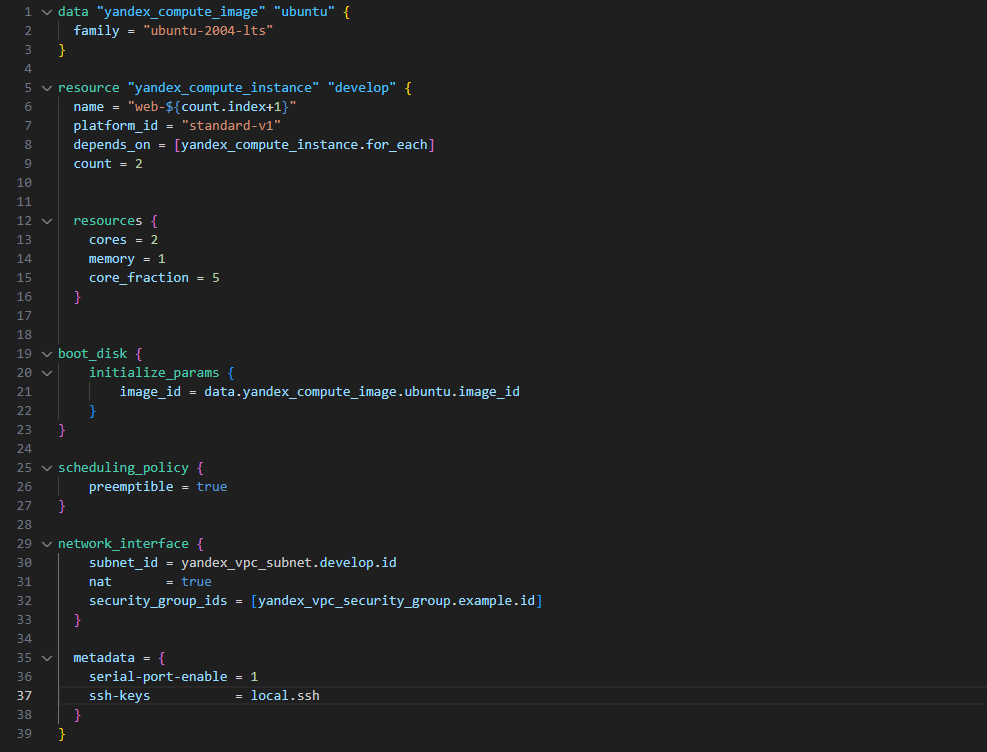 1 data "yandex_compute_image" "ubuntu" {
2   family = "ubuntu-2004-lts"
3 }
4
5 resource "yandex_compute_instance" "develop" {
6   name = "web-${count.index+1}"
7   platform_id = "standard-v1"
8   depends_on = [yandex_compute_instance.for_each]
9   count = 2
10
11
12   resources {
13     cores = 2
14     memory = 1
15     core_fraction = 5
16   }
17
18
19 boot_disk {
20     initialize_params {
21         image_id = data.yandex_compute_image.ubuntu.image_id
22     }
23 }
24
25 scheduling_policy {
26     preemptible = true
27 }
28
29 network_interface {
30     subnet_id = yandex_vpc_subnet.develop.id
31     nat       = true
32     security_group_ids = [yandex_vpc_security_group.example.id]
33   }
34
35   metadata = {
36     serial-port-enable = 1
37     ssh-keys           = local.ssh
38   }
39 }